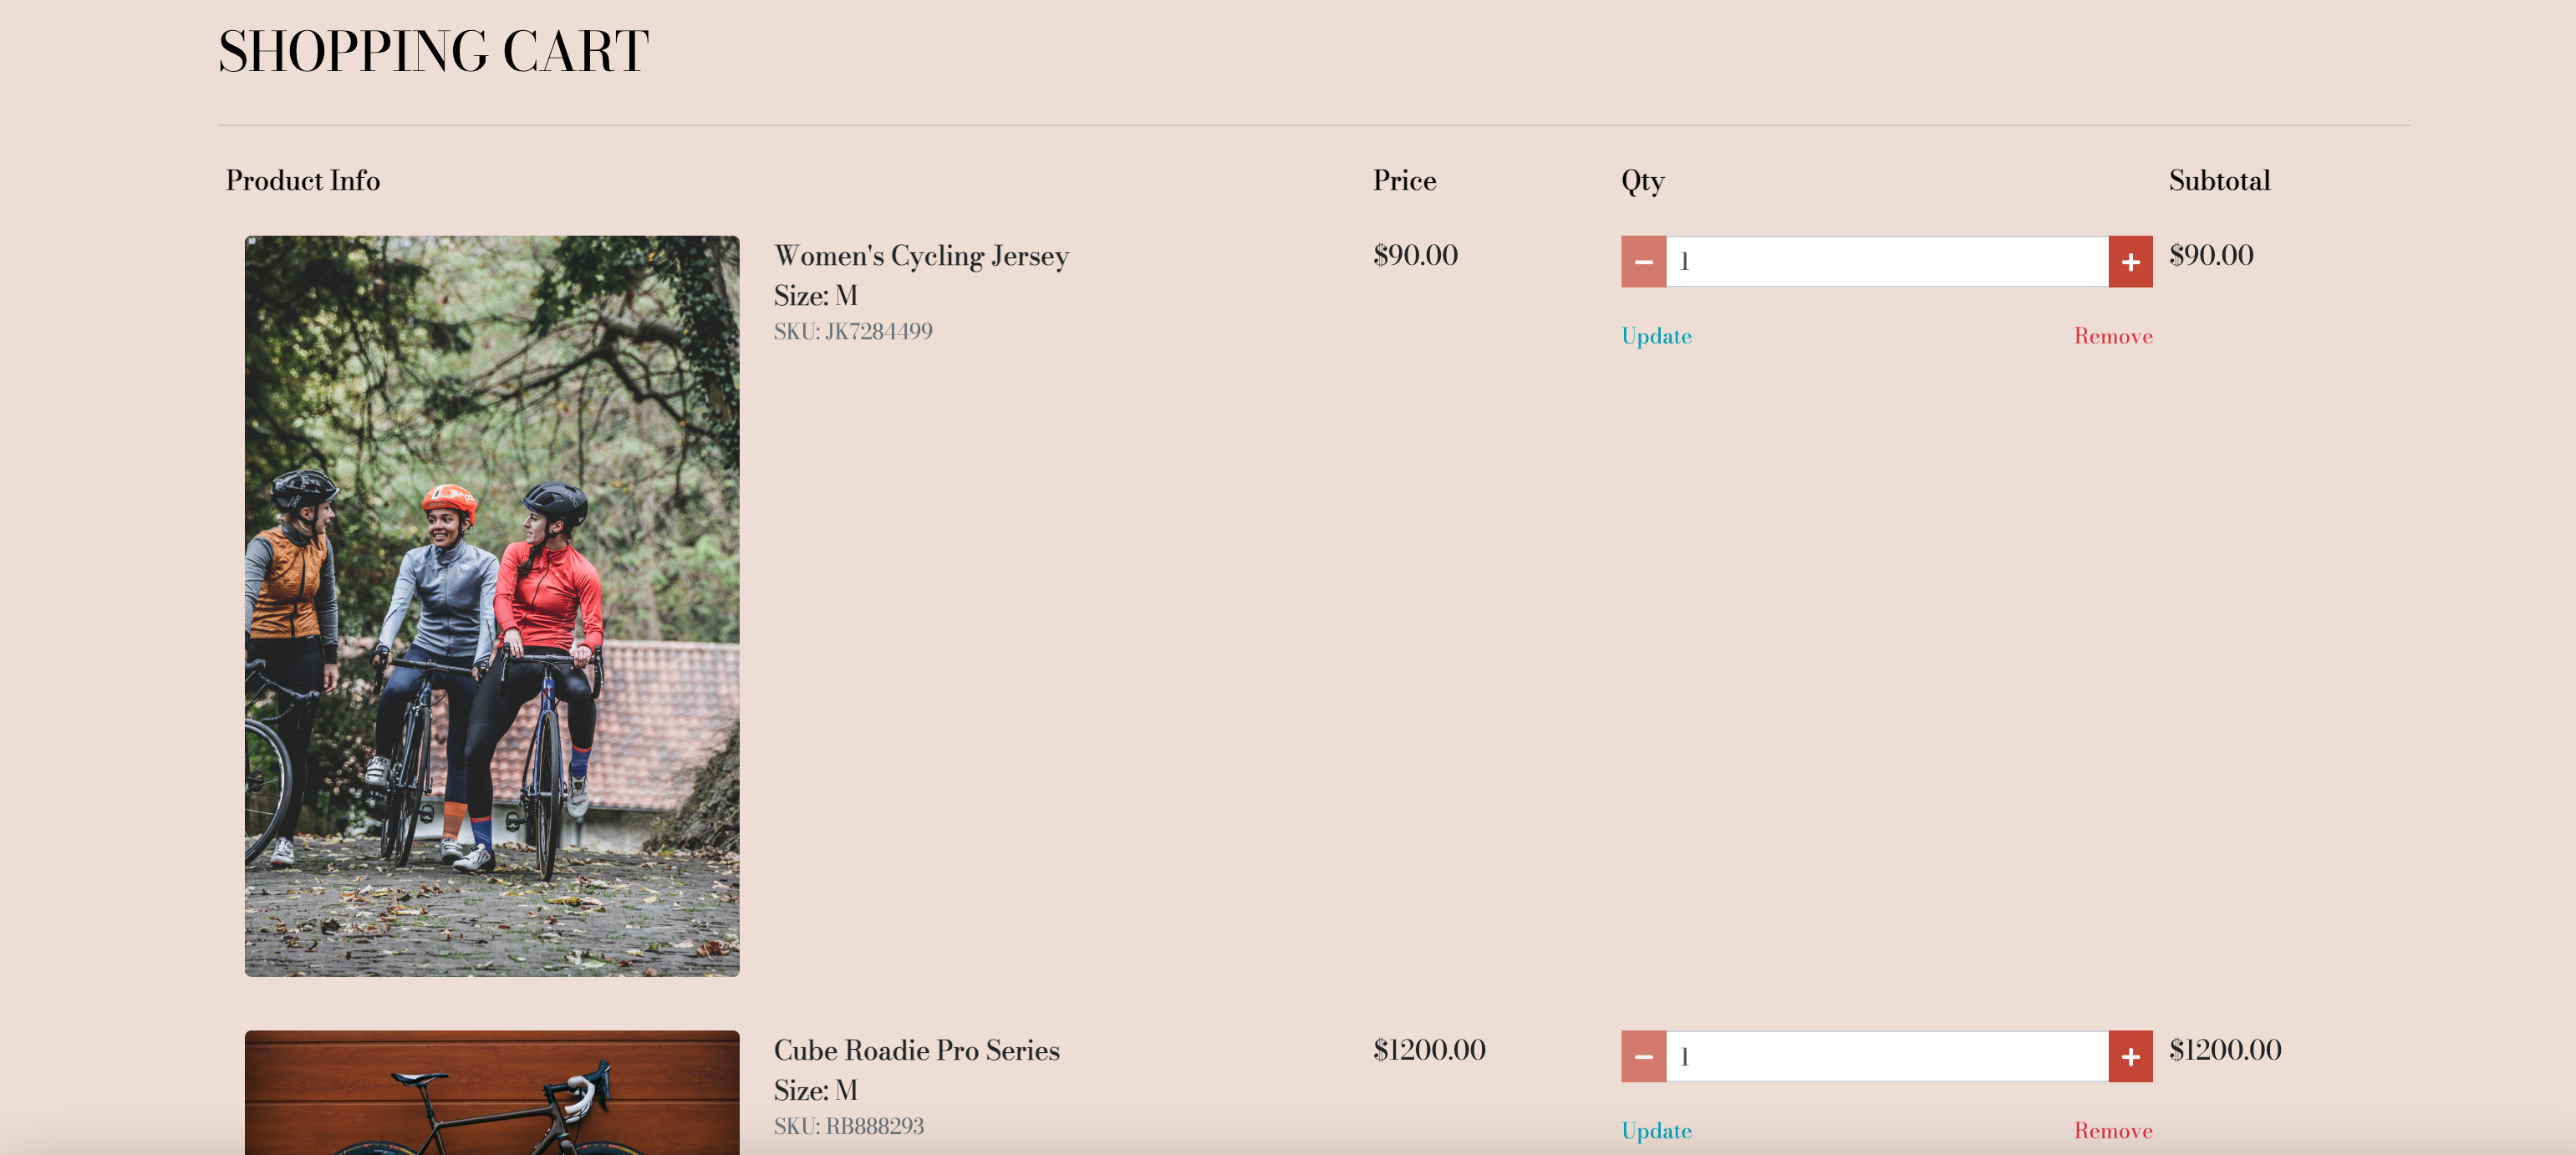 SHOPPING CART
Product Info Price Qty Subtotal
Women's Cycling Jersey $90.00 1 $90.00
Size: M
SKU: JK7284499
Update Remove
Cube Roadie Pro Series $1200.00 1 $1200.00
Size: M
SKU: RB888293
Update Remove